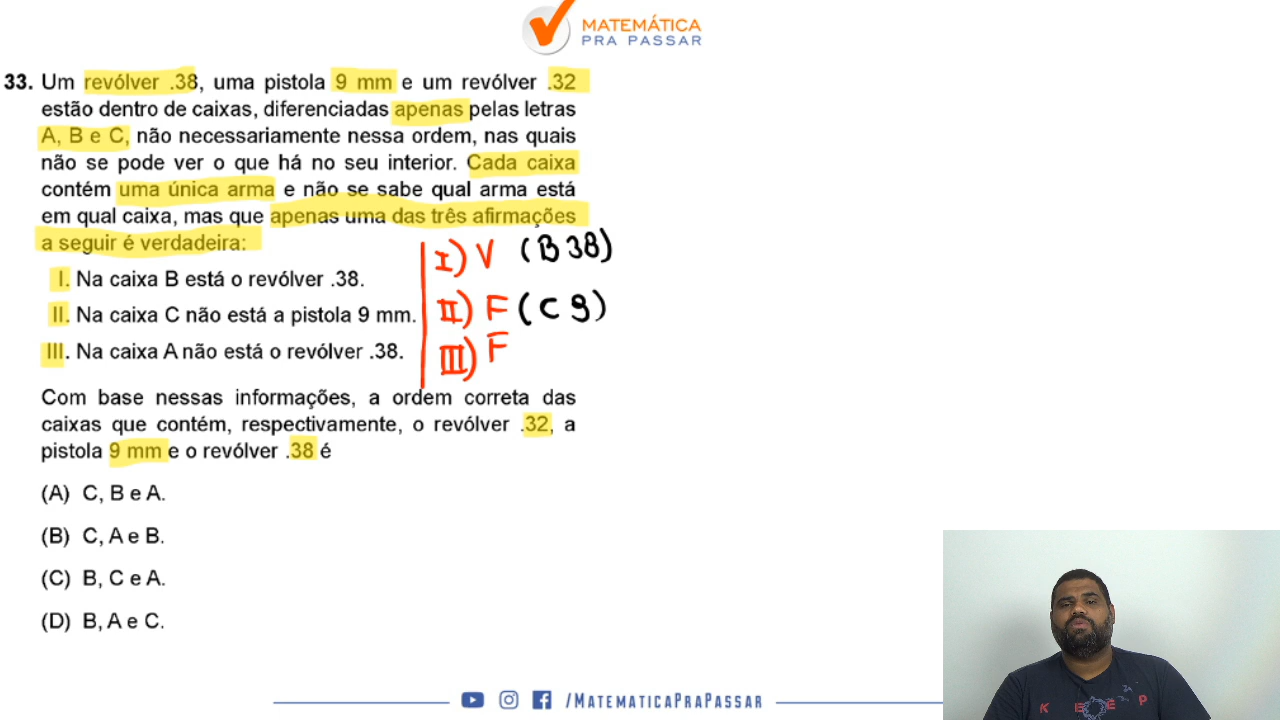 MATEMÁTICA
PRA PASSAR
33. Um revólver .38, uma pistola 9 mm e um revólver .32
estão dentro de caixas, diferenciadas apenas pelas letras
A, B e C, não necessariamente nessa ordem, nas quais
não se pode ver o que há no seu interior. Cada caixa
contém uma única arma e não se sabe qual arma está
em qual caixa, mas que apenas uma das três afirmações
a seguir é verdadeira:
I) V (B 38)
I. Na caixa B está o revólver .38.
II. Na caixa C não está a pistola 9 mm.
II) F (C 9)
III. Na caixa A não está o revólver .38.
III) F
Com base nessas informações, a ordem correta das
caixas que contém, respectivamente, o revólver .32, a
pistola 9 mm e o revólver .38 é
(A) C, B e A.
(B) C, A e B.
(C) B, C e A.
(D) B, A e C.
/MATEMATICAPRAPASSAR
K E E P